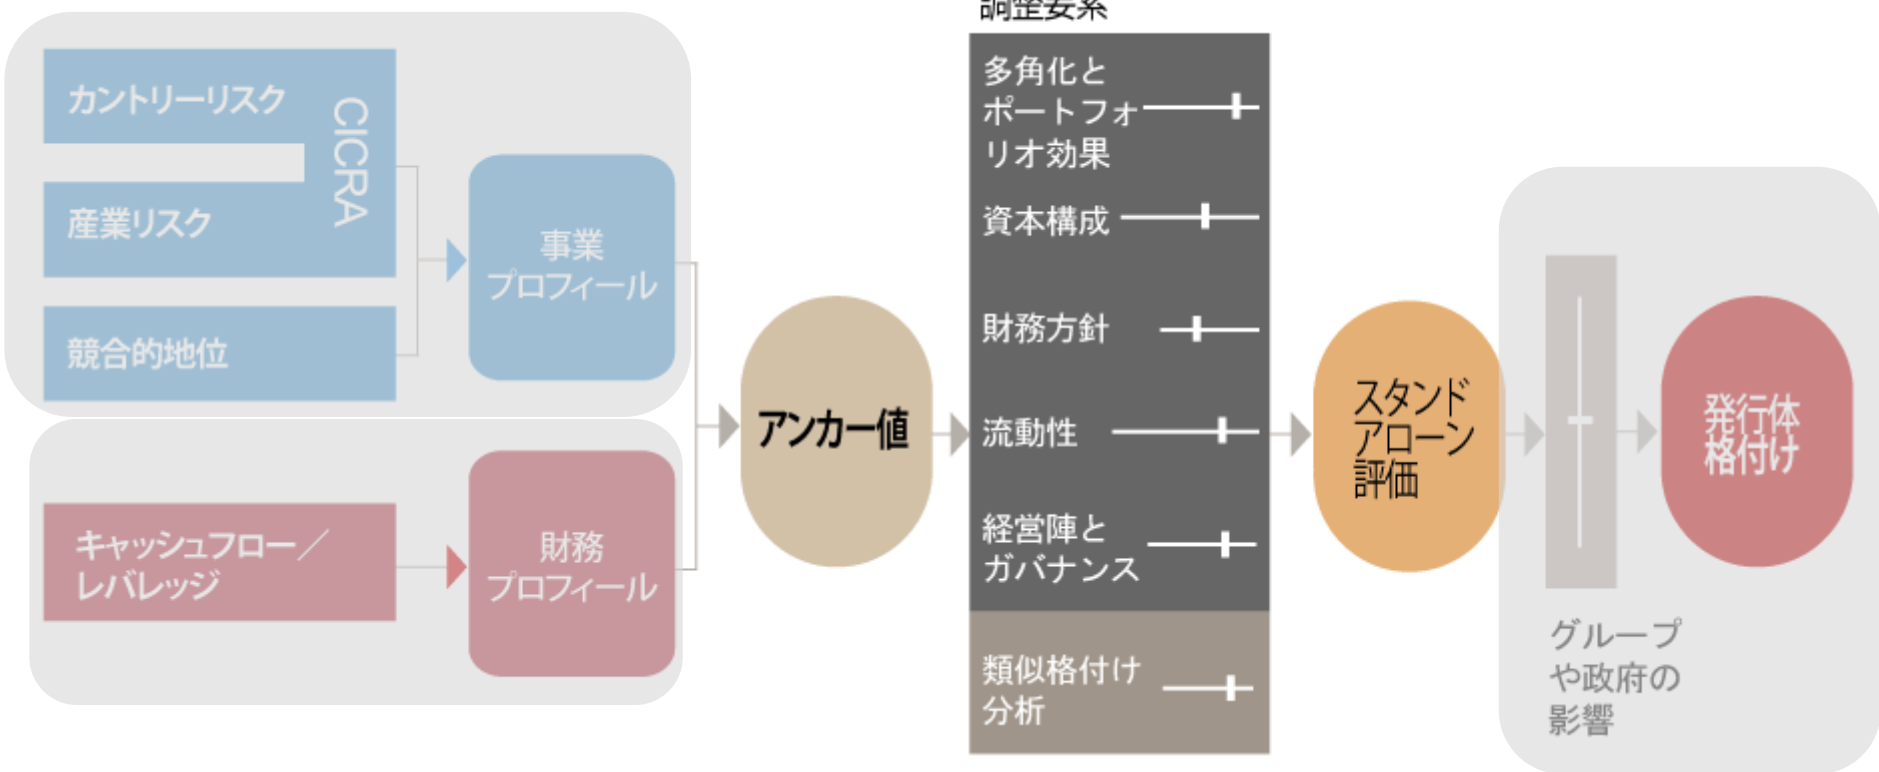 カントリーリスク
CICRA
産業リスク
競合的地位
事業
プロフィール
キャッシュフロー／
レバレッジ
財務
プロフィール
アンカー値
調整要素
多角化と
ポートフォ
リオ効果
資本構成
財務方針
流動性
経営陣と
ガバナンス
類似格付け
分析
スタンド
アローン
評価
グループ
や政府の
影響
発行体
格付け